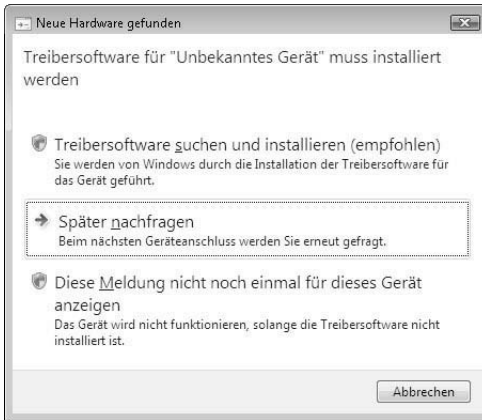 Neue Hardware gefunden
Treibersoftware für "Unbekanntes Gerät" muss installiert
werden
Treibersoftware suchen und installieren (empfohlen)
Sie werden von Windows durch die Installation der Treibersoftware für
das Gerät geführt.
Später nachfragen
Beim nächsten Geräteanschluss werden Sie erneut gefragt.
Diese Meldung nicht noch einmal für dieses Gerät
anzeigen
Das Gerät wird nicht funktionieren, solange die Treibersoftware nicht
installiert ist.
Abbrechen